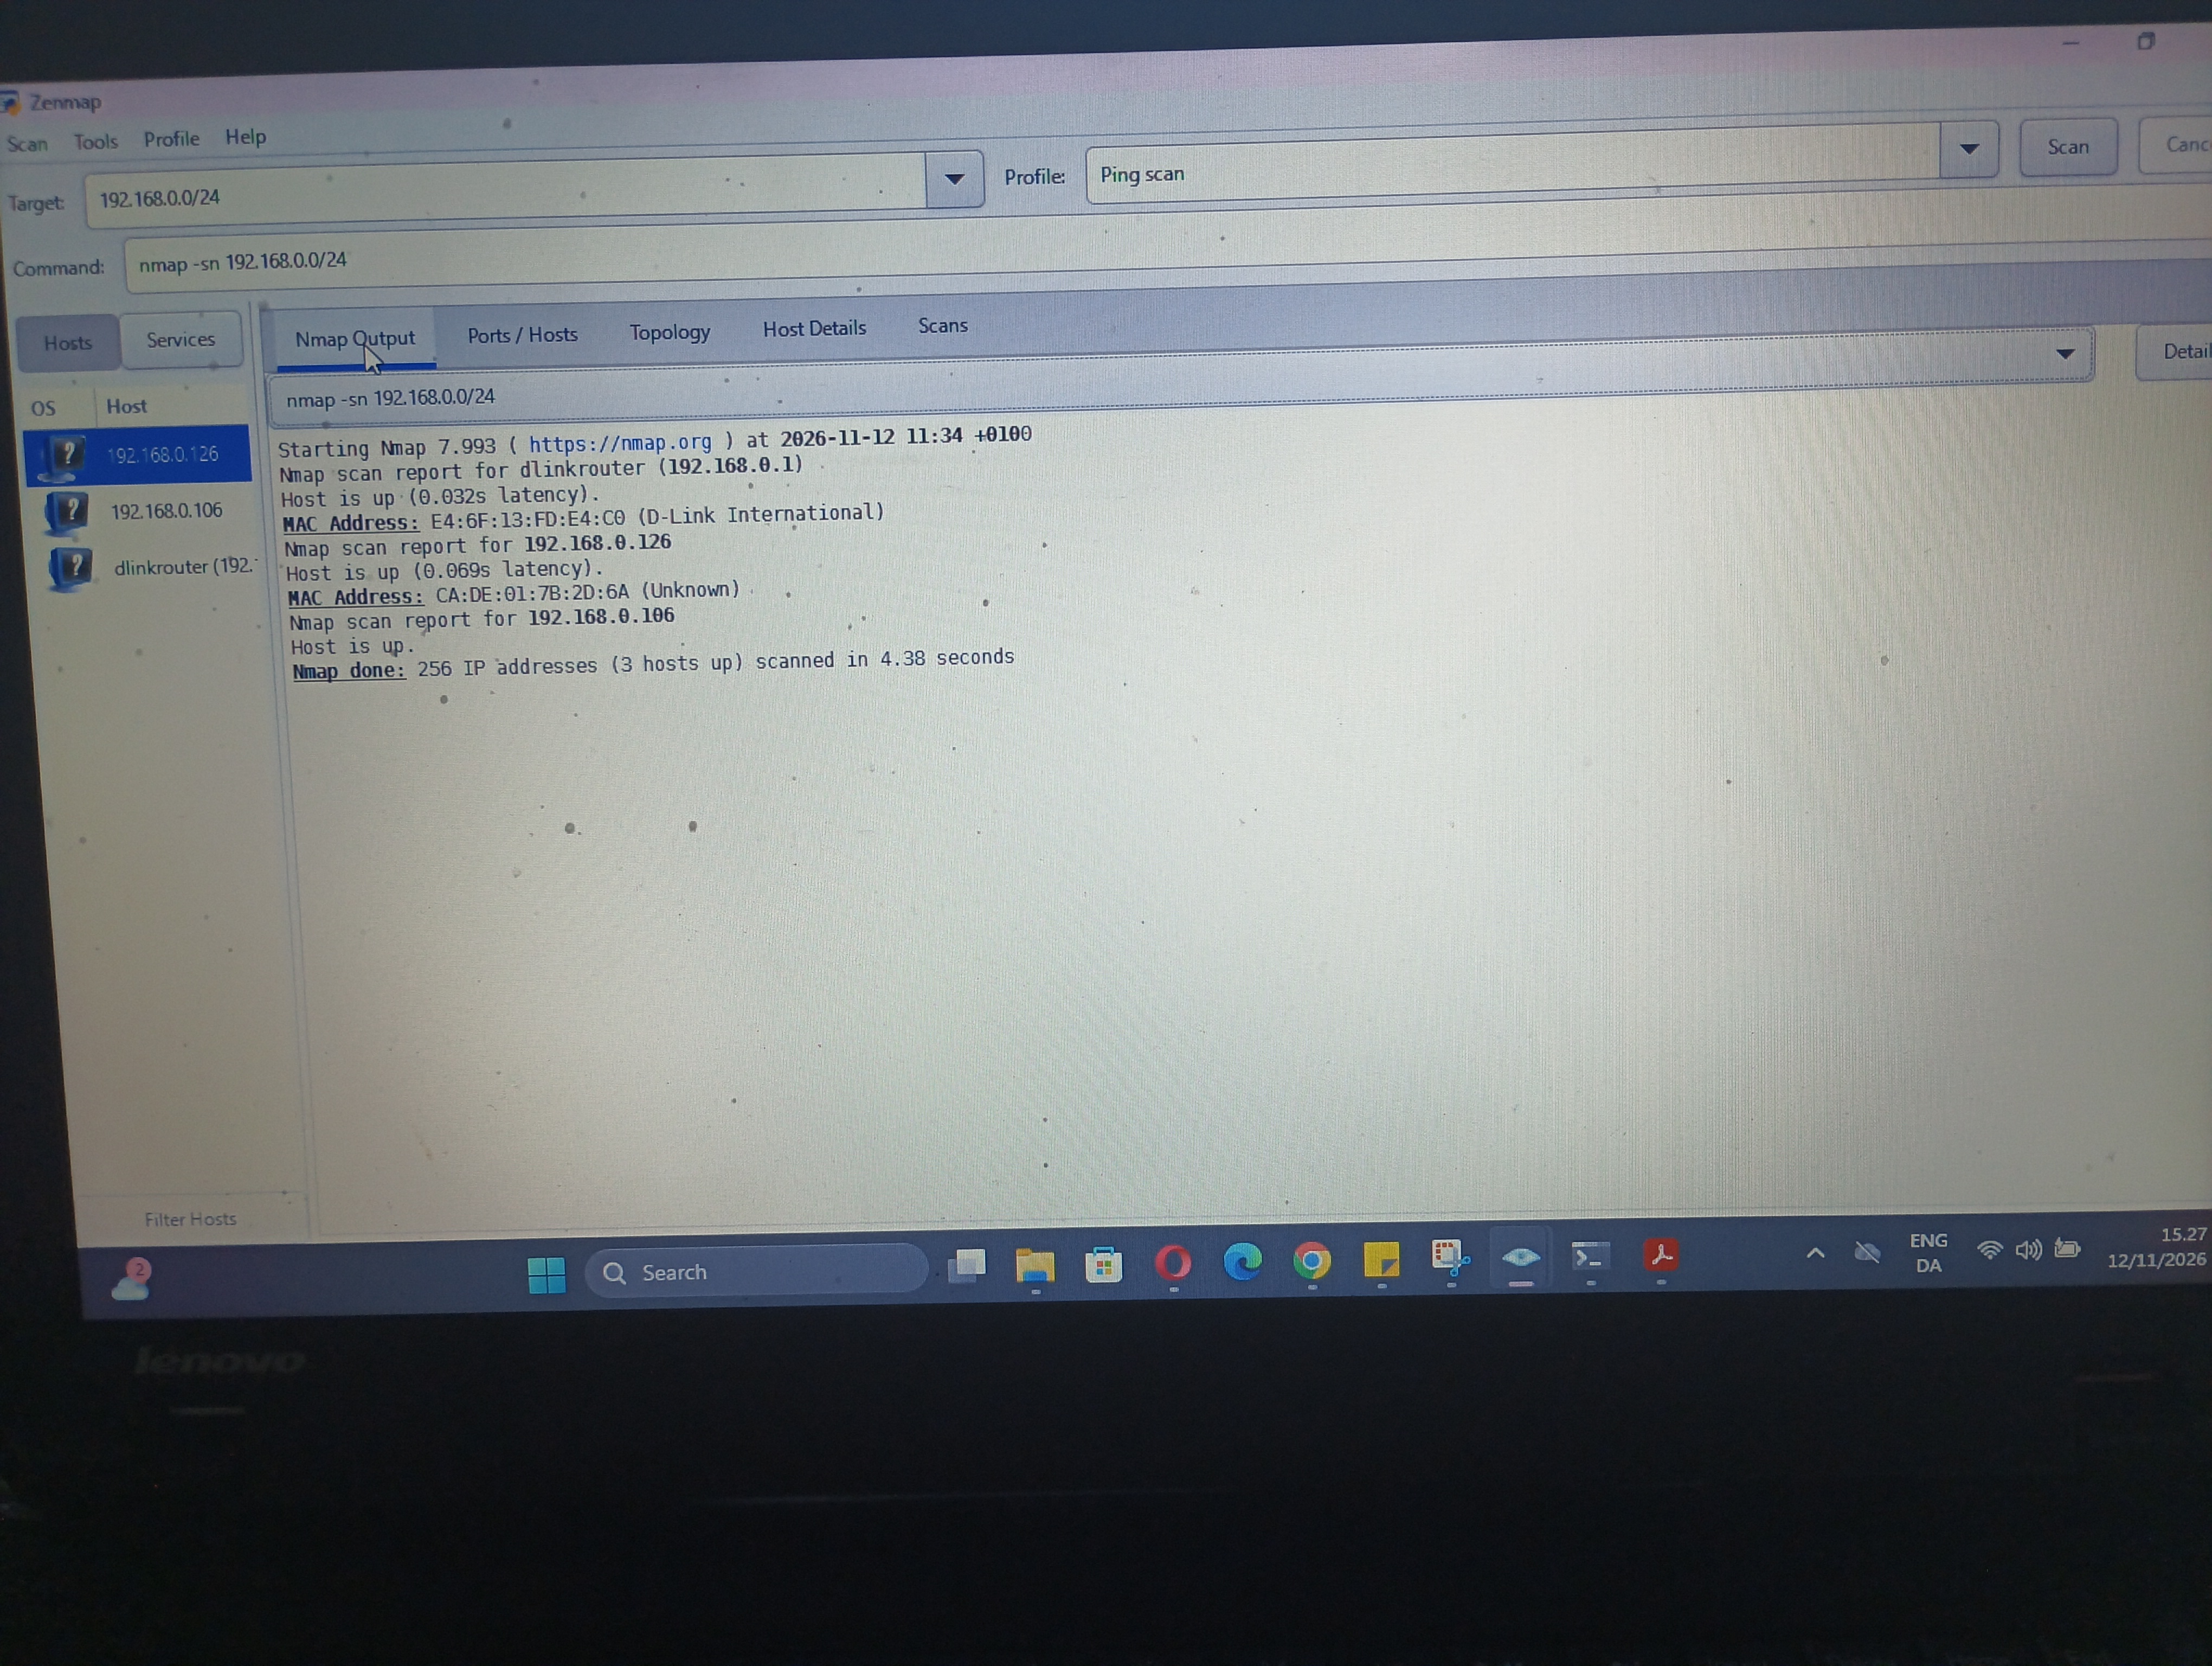 Zenmap
Scan Tools Profile Help
Target: 192.168.0.0/24 Profile: Ping scan Scan Canc
Command: nmap -sn 192.168.0.0/24
Hosts Services
OS Host
192.168.0.126
192.168.0.106
dlinkrouter (192.
Nmap Output Ports / Hosts Topology Host Details Scans
nmap -sn 192.168.0.0/24 Detail
Starting Nmap 7.993 ( https://nmap.org ) at 2026-11-12 11:34 +0100
Nmap scan report for dlinkrouter (192.168.0.1)
Host is up (0.032s latency).
MAC Address: E4:6F:13:FD:E4:C0 (D-Link International)
Nmap scan report for 192.168.0.126
Host is up (0.069s latency).
MAC Address: CA:DE:01:7B:2D:6A (Unknown)
Nmap scan report for 192.168.0.106
Host is up.
Nmap done: 256 IP addresses (3 hosts up) scanned in 4.38 seconds
Filter Hosts
2
Search
ENG
DA
15.27
12/11/2026
lenovo